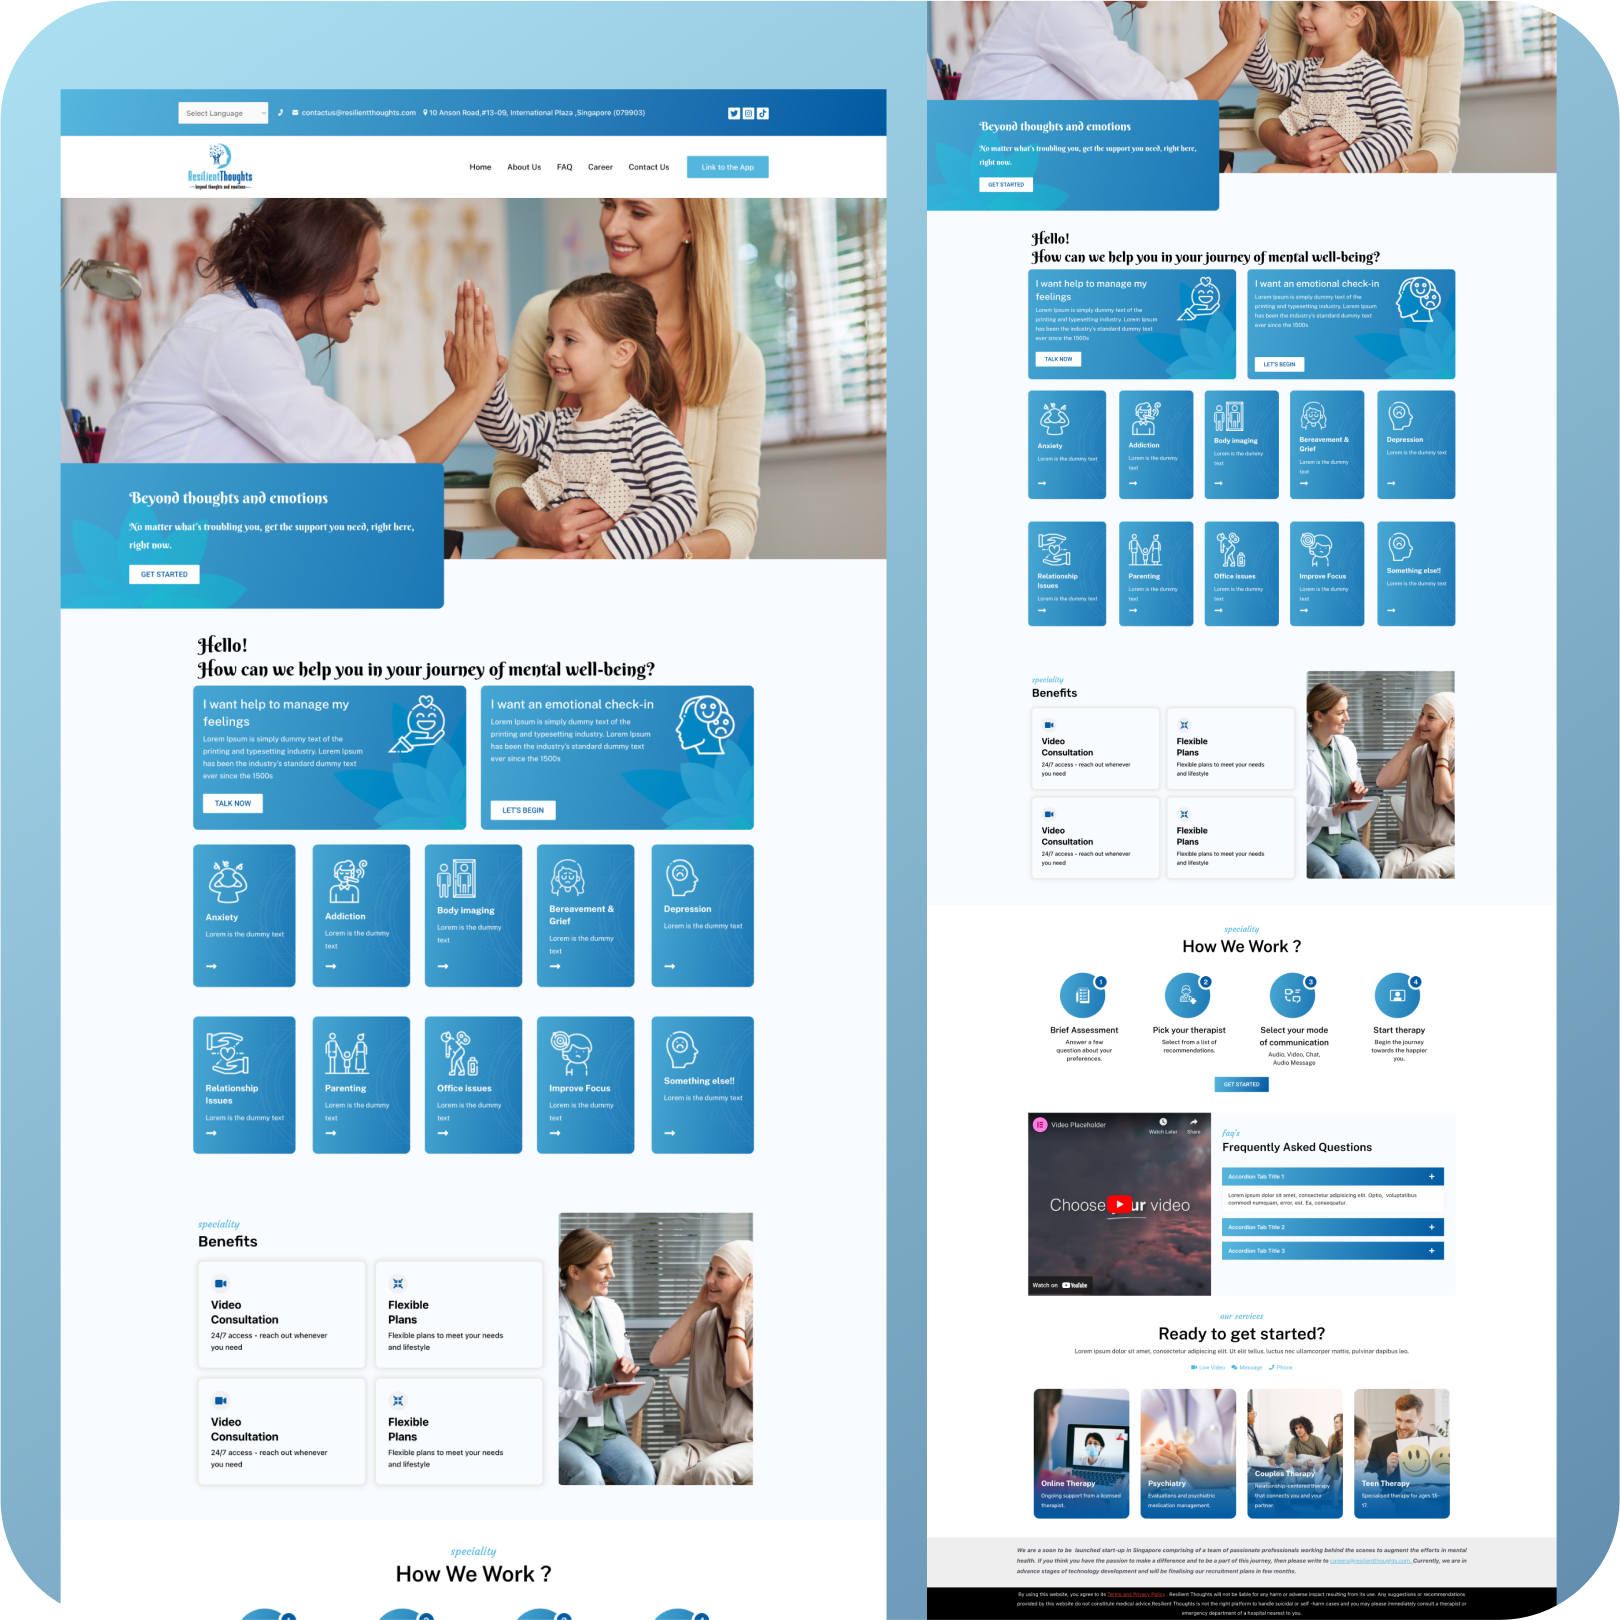 Select Language
contactus@resilientthoughts.com
10 Anson Road,#13-09, International Plaza ,Singapore (079903)
ResilientThoughts
beyond thoughts and emotions
Home
About Us
FAQ
Career
Contact Us
Link to the App
Beyond thoughts and emotions
No matter what's troubling you, get the support you need, right here,
right now.
GET STARTED
Hello!
How can we help you in your journey of mental well-being?
I want help to manage my
feelings
Lorem Ipsum is simply dummy text of the
printing and typesetting industry. Lorem Ipsum
has been the industry's standard dummy text
ever since the 1500s
TALK NOW
I want an emotional check-in
Lorem Ipsum is simply dummy text of the
printing and typesetting industry. Lorem Ipsum
has been the industry's standard dummy text
ever since the 1500s
LET'S BEGIN
Anxiety
Lorem is the dummy text
Addiction
Lorem is the dummy
text
Body imaging
Lorem is the dummy
text
Bereavement &
Grief
Lorem is the dummy
text
Depression
Lorem is the dummy text
Relationship
Issues
Lorem is the dummy text
Parenting
Lorem is the dummy
text
Office issues
Lorem is the dummy
text
Improve Focus
Lorem is the dummy
text
Something else!!
Lorem is the dummy text
speciality
Benefits
Video
Consultation
24/7 access - reach out whenever
you need
Flexible
Plans
Flexible plans to meet your needs
and lifestyle
Video
Consultation
24/7 access - reach out whenever
you need
Flexible
Plans
Flexible plans to meet your needs
and lifestyle
speciality
How We Work ?
1
2
3
4
Beyond thoughts and emotions
No matter what's troubling you, get the support you need, right here,
right now.
GET STARTED
Hello!
How can we help you in your journey of mental well-being?
I want help to manage my
feelings
Lorem Ipsum is simply dummy text of the
printing and typesetting industry. Lorem Ipsum
has been the industry's standard dummy text
ever since the 1500s
TALK NOW
I want an emotional check-in
Lorem Ipsum is simply dummy text of the
printing and typesetting industry. Lorem Ipsum
has been the industry's standard dummy text
ever since the 1500s
LET'S BEGIN
Anxiety
Lorem is the dummy text
Addiction
Lorem is the dummy
text
Body imaging
Lorem is the dummy
text
Bereavement &
Grief
Lorem is the dummy
text
Depression
Lorem is the dummy text
Relationship
Issues
Lorem is the dummy text
Parenting
Lorem is the dummy
text
Office issues
Lorem is the dummy
text
Improve Focus
Lorem is the dummy
text
Something else!!
Lorem is the dummy text
speciality
Benefits
Video
Consultation
24/7 access - reach out whenever
you need
Flexible
Plans
Flexible plans to meet your needs
and lifestyle
Video
Consultation
24/7 access - reach out whenever
you need
Flexible
Plans
Flexible plans to meet your needs
and lifestyle
speciality
How We Work ?
1
Brief Assessment
Answer a few
question about your
preferences.
2
Pick your therapist
Select from a list of
recommendations.
3
Select your mode
of communication
Audio, Video, Chat,
Audio Message
4
Start therapy
Begin the journey
towards the happier
you.
GET STARTED
Video Placeholder
Watch Later
Share
Choose your video
Watch on YouTube
faq's
Frequently Asked Questions
Accordion Tab Title 1
Lorem ipsum dolor sit amet, consectetur adipisicing elit. Optio, voluptatibus
commodi numquam, error, est. Ea, consequatur.
Accordion Tab Title 2
Accordion Tab Title 3
our services
Ready to get started?
Lorem ipsum dolor sit amet, consectetur adipiscing elit. Ut elit tellus, luctus nec ullamcorper mattis, pulvinar dapibus leo.
Live Video
Message
Phone
Online Therapy
Ongoing support from a licensed
therapist.
Psychiatry
Evaluations and psychiatric
medication management.
Couples Therapy
Relationship-centered therapy
that connects you and your
partner.
Teen Therapy
Specialised therapy for ages 13-
17.
We are a soon to be launched start-up in Singapore comprising of a team of passionate professionals working behind the scenes to augment the efforts in mental
health. If you think you have the passion to make a difference and to be a part of this journey, then please write to careers@resilientthoughts.com. Currently, we are in
advance stages of technology development and will be finalising our recruitment plans in few months.
By using this website, you agree to its Terms and Privacy Policy . Resilient Thoughts will not be liable for any harm or adverse impact resulting from its use. Any suggestions or recommendations
provided by this website do not constitute medical advice.Resilient Thoughts is not the right platform to handle suicidal or self -harm cases and you may please immediately consult a therapist or
emergency department of a hospital nearest to you.